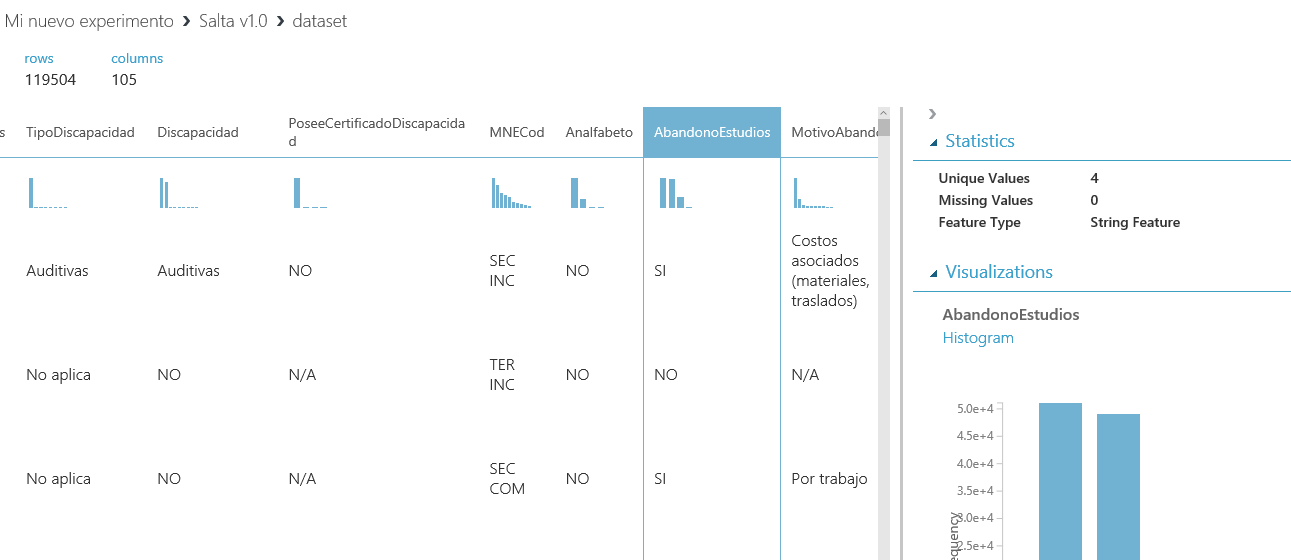 Mi nuevo experimento > Salta v1.0 > dataset
rows columns
119504 105
s TipoDiscapacidad Discapacidad PoseeCertificadoDiscapacida
d MNECod Analfabeto AbandonoEstudios MotivoAband
Auditivas Auditivas NO SEC
INC NO SI Costos
asociados
(materiales,
traslados)
No aplica NO N/A TER
INC NO NO N/A
No aplica NO N/A SEC
COM NO SI Por trabajo
Statistics
Unique Values 4
Missing Values 0
Feature Type String Feature
Visualizations
AbandonoEstudios
Histogram
5.0e+4
4.5e+4
4.0e+4
3.5e+4
3.0e+4
2.5e+4
quency